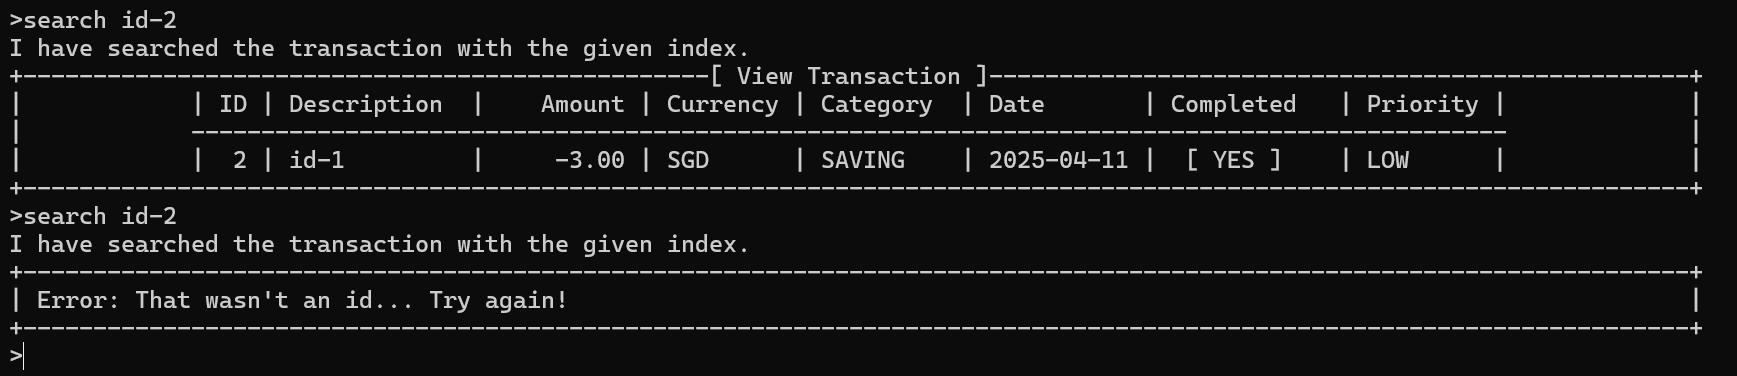 >search id-2
I have searched the transaction with the given index.
+-------------------------------------------------[ View Transaction ]--------------------------------------------------+
|            | ID | Description  |    Amount | Currency | Category  | Date       | Completed   | Priority |             |
|            ----------------------------------------------------------------------------------------------             |
|            |  2 | id-1         |     -3.00 | SGD      | SAVING    | 2025-04-11 |  [ YES ]    | LOW      |             |
+-----------------------------------------------------------------------------------------------------------------------+
>search id-2
I have searched the transaction with the given index.
+-----------------------------------------------------------------------------------------------------------------------+
| Error: That wasn't an id... Try again!                                                                                |
+-----------------------------------------------------------------------------------------------------------------------+
>